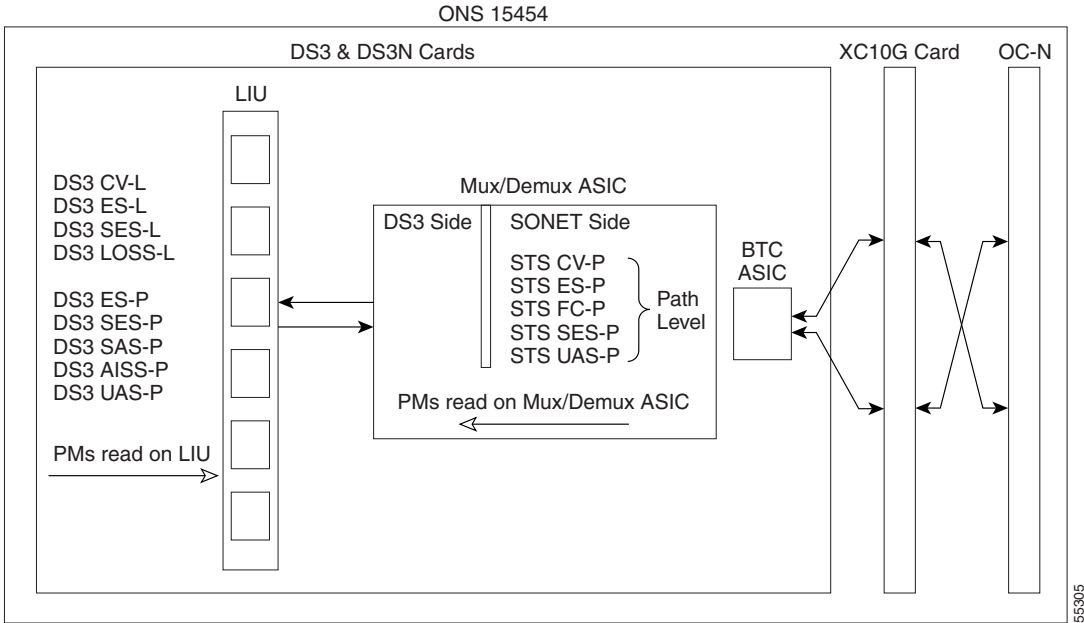 ONS 15454
DS3 & DS3N Cards
XC10G Card
OC-N
LIU
DS3 CV-L
DS3 ES-L
DS3 SES-L
DS3 LOSS-L
DS3 ES-P
DS3 SES-P
DS3 SAS-P
DS3 AISS-P
DS3 UAS-P
PMs read on LIU
Mux/Demux ASIC
DS3 Side
SONET Side
STS CV-P
STS ES-P
STS FC-P
STS SES-P
STS UAS-P
Path
Level
PMs read on Mux/Demux ASIC
BTC
ASIC
55305